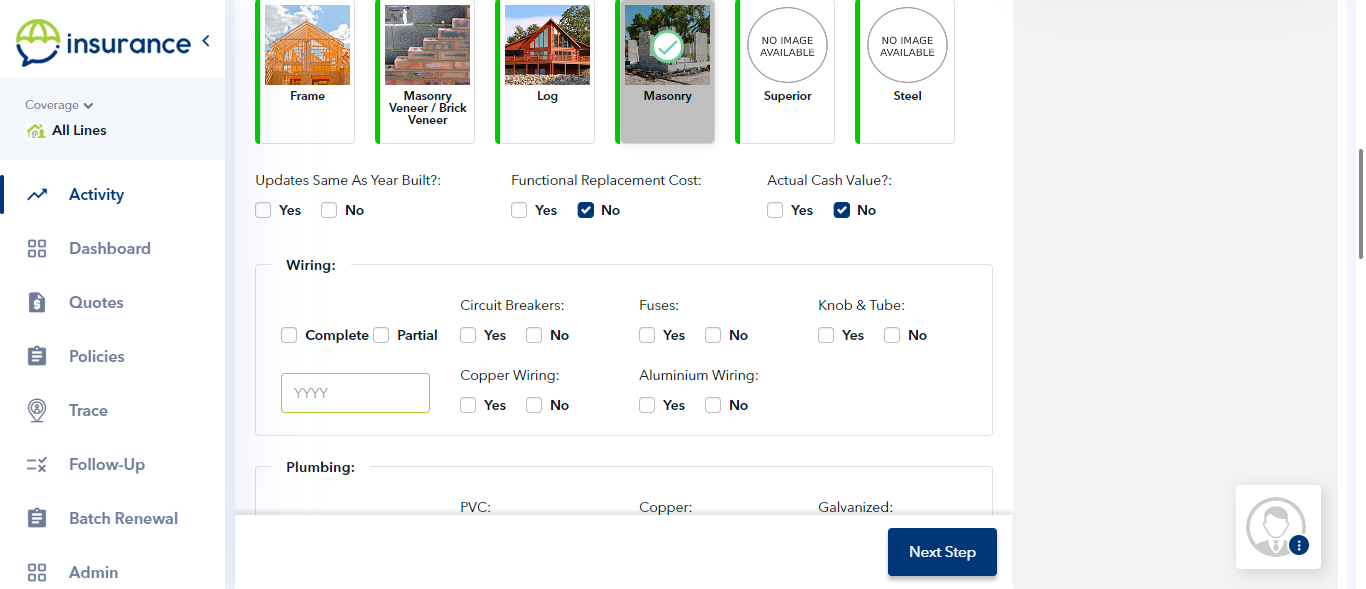 insurance
Coverage
All Lines
Activity
Dashboard
Quotes
Policies
Trace
Follow-Up
Batch Renewal
Admin
Frame
Masonry
Veneer / Brick
Veneer
Log
Masonry
NO IMAGE
AVAILABLE
Superior
NO IMAGE
AVAILABLE
Steel
Updates Same As Year Built?: Functional Replacement Cost: Actual Cash Value?:
Yes No Yes No Yes No
Wiring:
Circuit Breakers: Fuses: Knob & Tube:
Complete Partial Yes No Yes No Yes No
Copper Wiring: Aluminium Wiring:
YYYY Yes No Yes No
Plumbing:
PVC: Copper: Galvanized:
Next Step